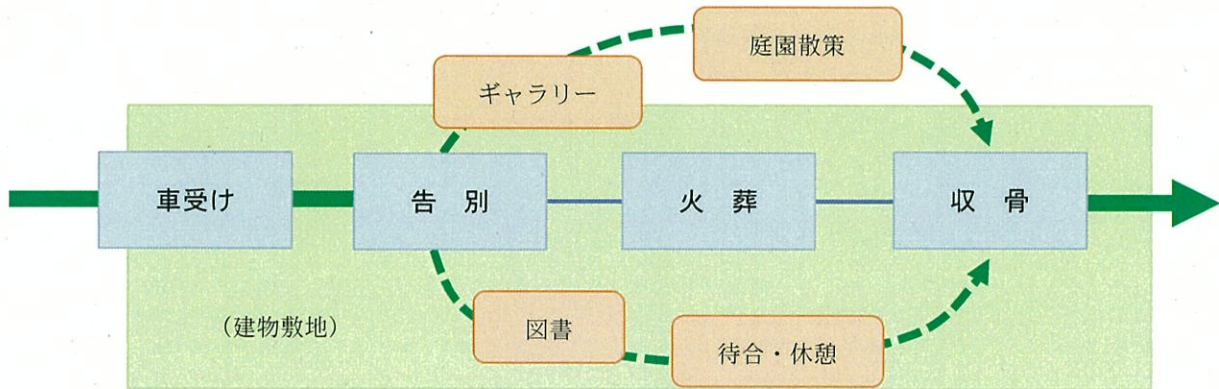 庭園散策
ギャラリー
車受け
告 別
火 葬
収 骨
(建物敷地)
図書
待合・休憩